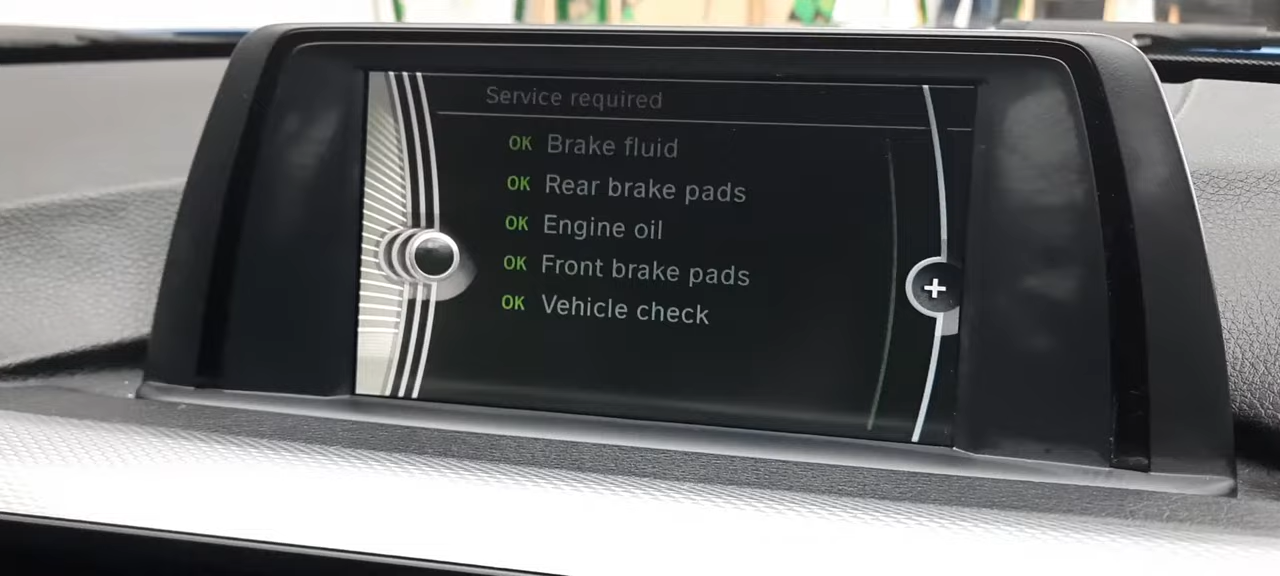 Service required
OK Brake fluid
OK Rear brake pads
OK Engine oil
OK Front brake pads
OK Vehicle check